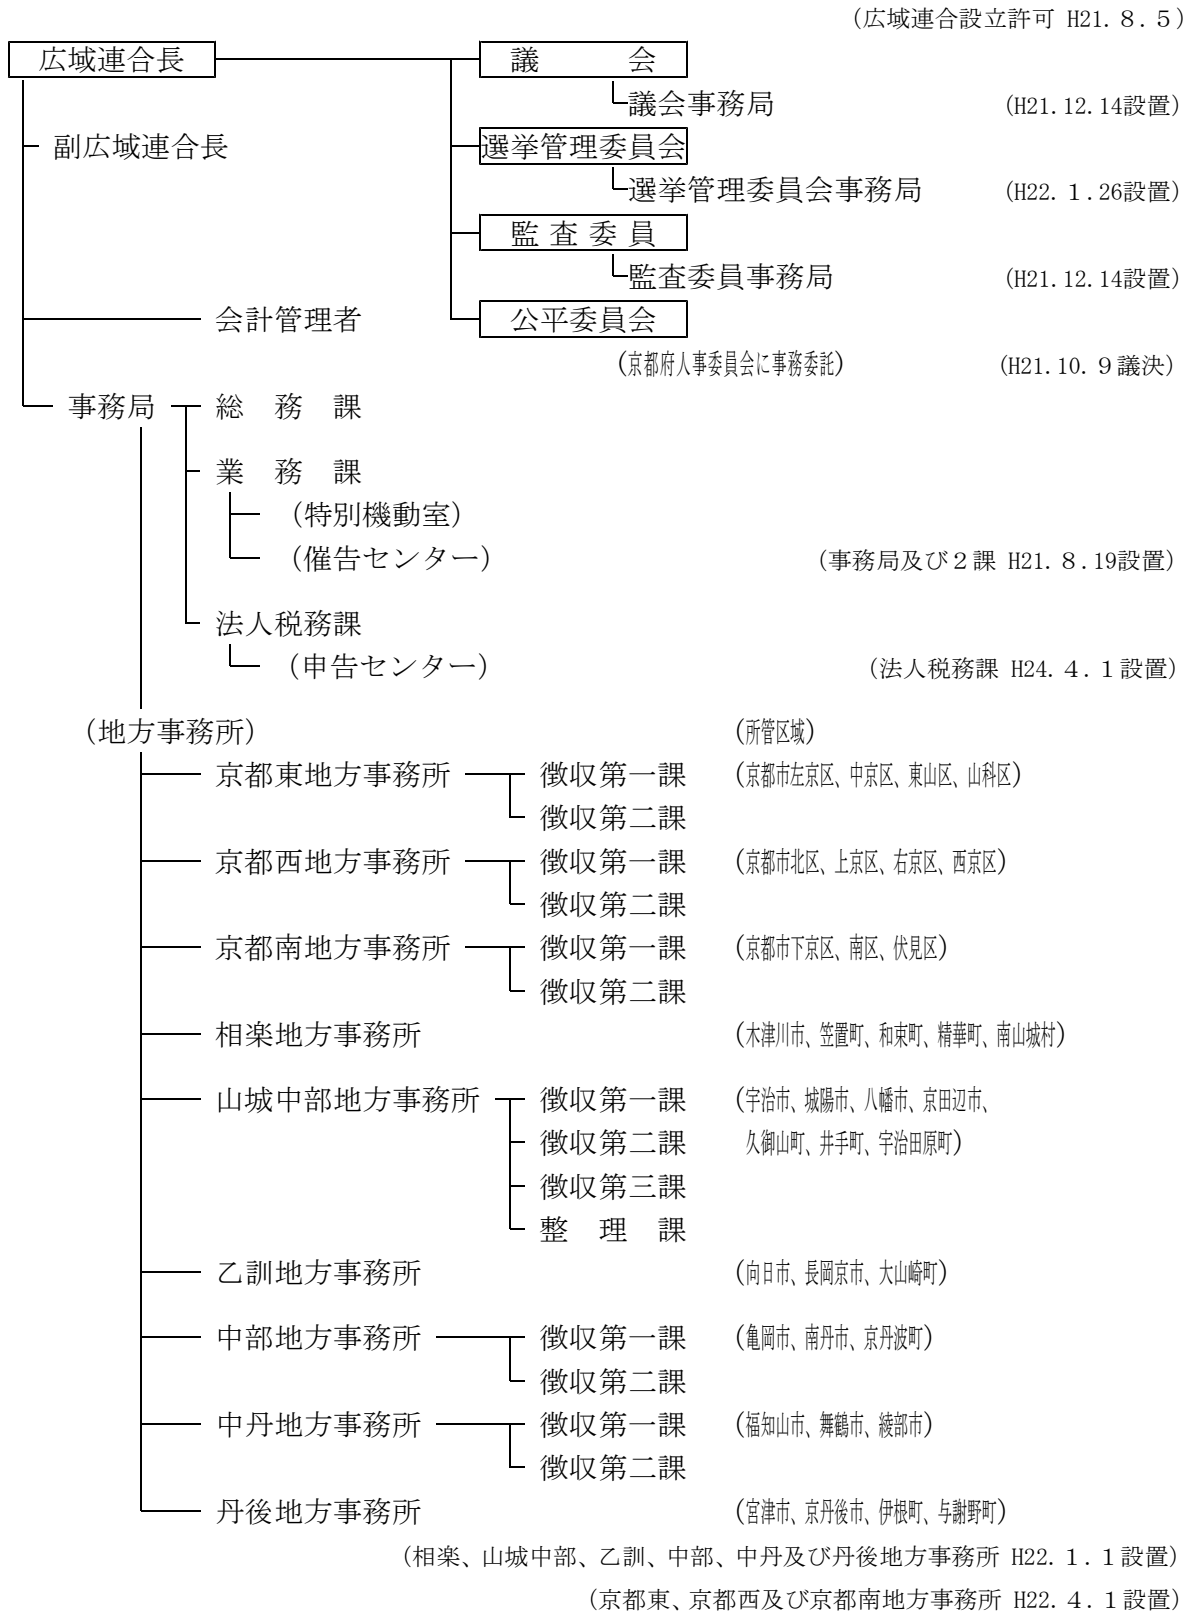 （広域連合設立許可 H21.８.５）
広域連合長 議 会
議会事務局 (H21.12.14設置)
副広域連合長 選挙管理委員会
選挙管理委員会事務局 (H22.１.26設置)
監査委員
監査委員事務局 (H21.12.14設置)
会計管理者 公平委員会
(京都府人事委員会に事務委託) (H21.10.９議決)
事務局 総 務 課
業 務 課
（特別機動室）
（催告センター） (事務局及び２課 H21.８.19設置)
法人税務課
（申告センター） (法人税務課 H24.４.１設置)
（地方事務所） (所管区域)
京都東地方事務所 徴収第一課 (京都市左京区、中京区、東山区、山科区)
徴収第二課
京都西地方事務所 徴収第一課 (京都市北区、上京区、右京区、西京区)
徴収第二課
京都南地方事務所 徴収第一課 (京都市下京区、南区、伏見区)
徴収第二課
相楽地方事務所 (木津川市、笠置町、和束町、精華町、南山城村)
山城中部地方事務所 徴収第一課 (宇治市、城陽市、八幡市、京田辺市、
徴収第二課 久御山町、井手町、宇治田原町)
徴収第三課
整 理 課
乙訓地方事務所 (向日市、長岡京市、大山崎町)
中部地方事務所 徴収第一課 (亀岡市、南丹市、京丹波町)
徴収第二課
中丹地方事務所 徴収第一課 (福知山市、舞鶴市、綾部市)
徴収第二課
丹後地方事務所 (宮津市、京丹後市、伊根町、与謝野町)
(相楽、山城中部、乙訓、中部、中丹及び丹後地方事務所 H22.１.１設置)
(京都東、京都西及び京都南地方事務所 H22.４.１設置)